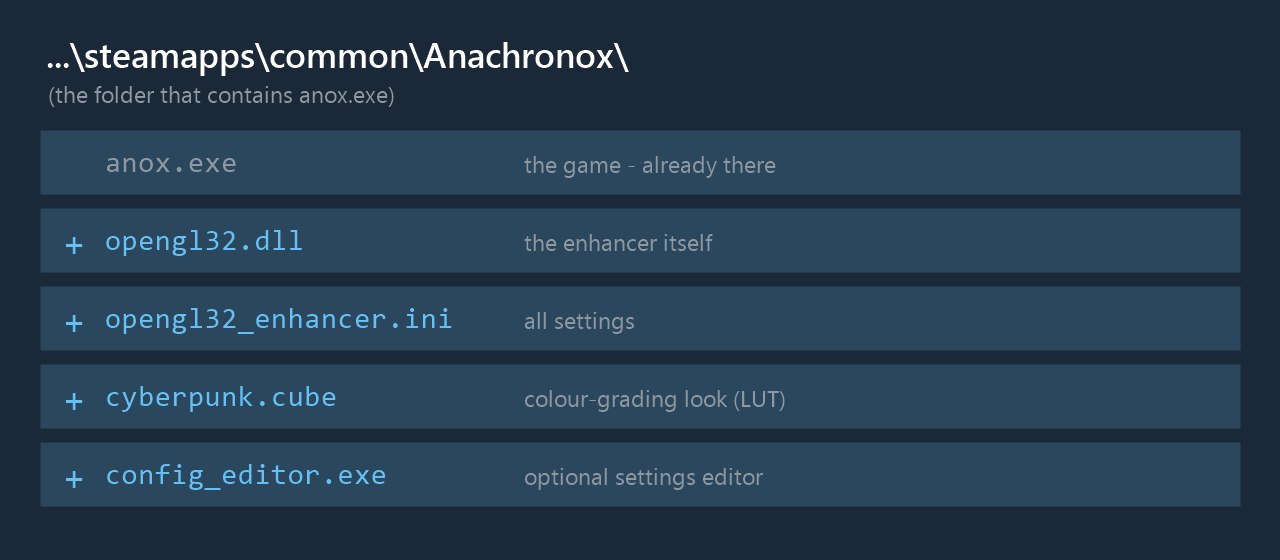 ...\steamapps\common\Anachronox\
(the folder that contains anox.exe)
anox.exe the game - already there
+ opengl32.dll the enhancer itself
+ opengl32_enhancer.ini all settings
+ cyberpunk.cube colour-grading look (LUT)
+ config_editor.exe optional settings editor